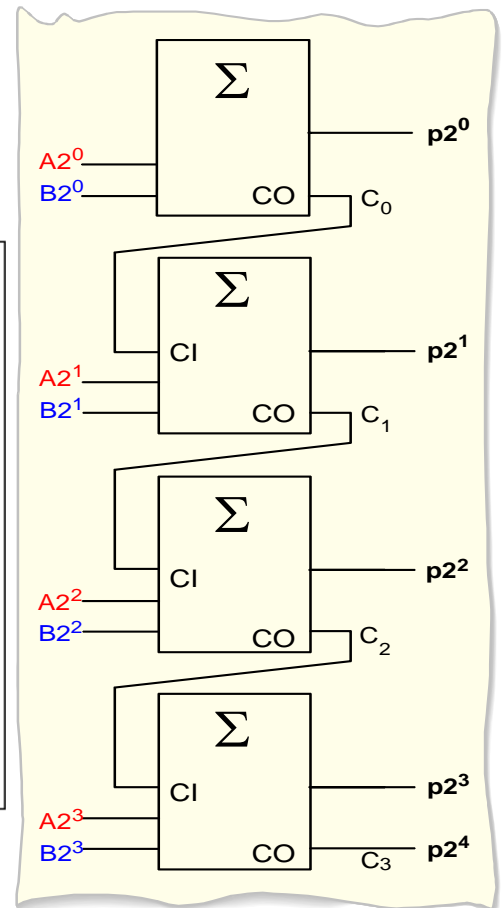 Σ
p2⁰
A2⁰
B2⁰
CO
C₀
Σ
CI
p2¹
A2¹
B2¹
CO
C₁
Σ
CI
p2²
A2²
B2²
CO
C₂
Σ
CI
p2³
A2³
B2³
CO
C₃
p2⁴